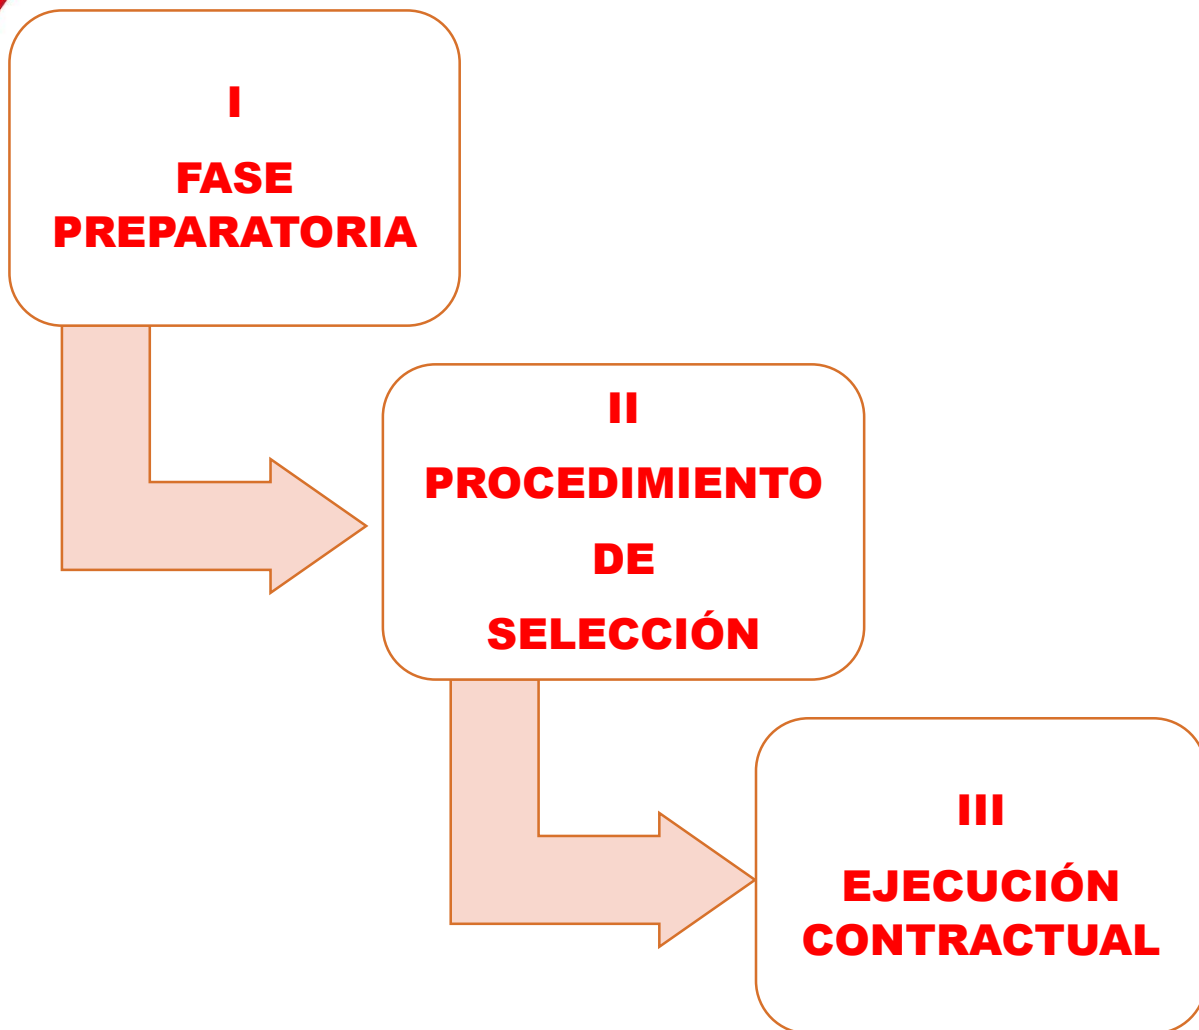 I
FASE
PREPARATORIA
II
PROCEDIMIENTO
DE
SELECCIÓN
III
EJECUCIÓN
CONTRACTUAL